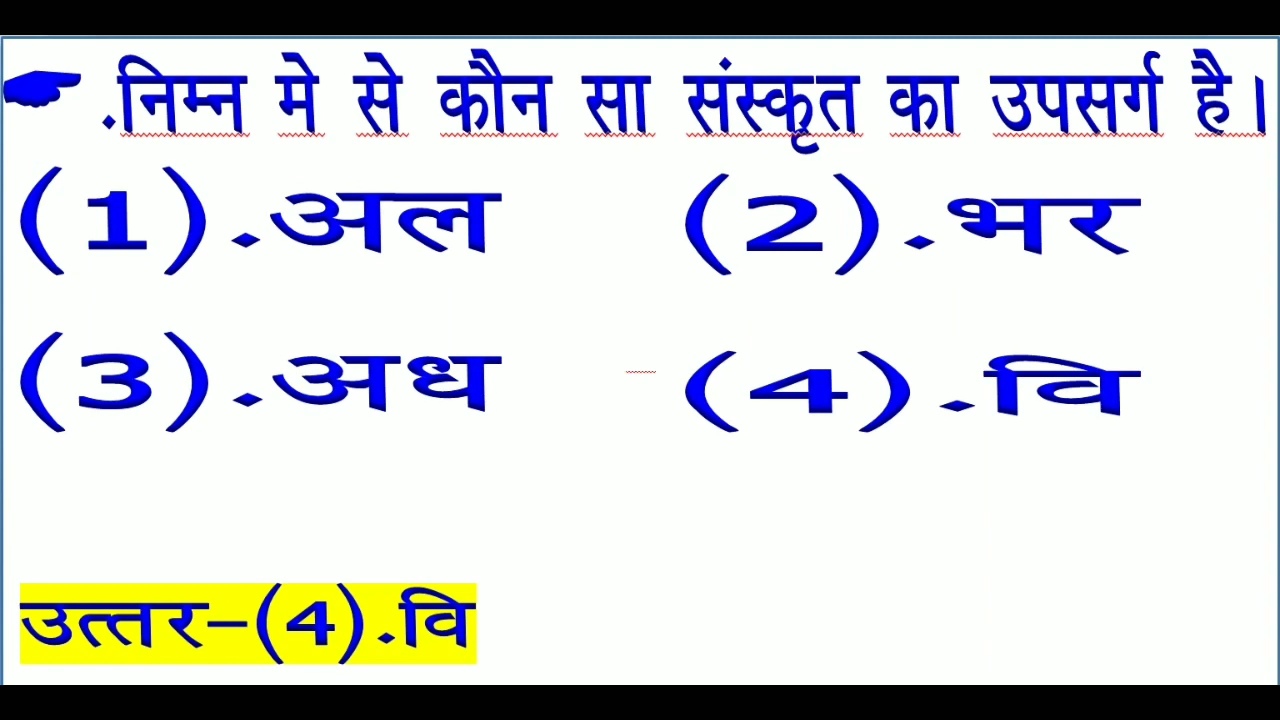 .निम्न मे से कौन सा संस्कृत का उपसर्ग है।
(1).अल (2).भर
(3).अध (4).वि
उत्तर-(4).वि